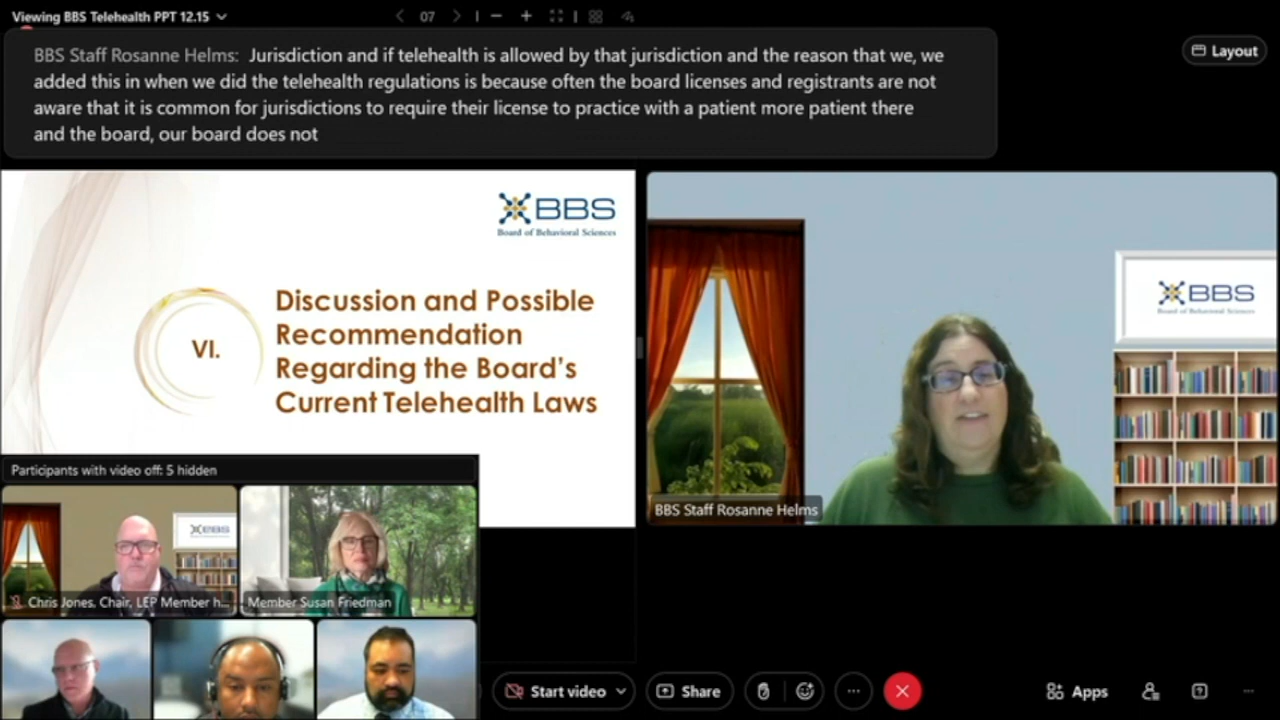 Viewing BBS Telehealth PPT 12.15
07
BBS Staff Rosanne Helms: Jurisdiction and if telehealth is allowed by that jurisdiction and the reason that we, we
added this in when we did the telehealth regulations is because often the board licenses and registrants are not
aware that it is common for jurisdictions to require their license to practice with a patient more patient there
and the board, our board does not
Layout
BBS
Board of Behavioral Sciences
VI.
Discussion and Possible
Recommendation
Regarding the Board's
Current Telehealth Laws
BBS
Board of Behavioral Sciences
BBS Staff Rosanne Helms
Participants with video off: 5 hidden
BBS
Chris Jones, Chair, LEP Member h...
Member Susan Friedman
Start video
Share
Apps